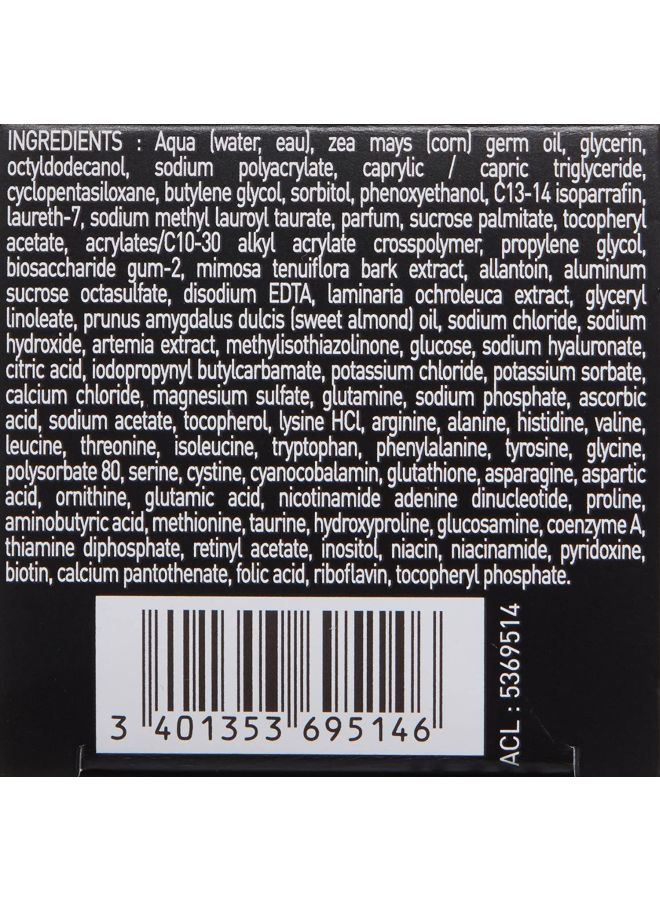 INGREDIENTS : Aqua (water, eau), zea mays (corn) germ oil, glycerin,
octyldodecanol, sodium polyacrylate, caprylic / capric triglyceride,
cyclopentasiloxane, butylene glycol, sorbitol, phenoxyethanol, C13-14 isoparrafin,
laureth-7, sodium methyl lauroyl taurate, parfum, sucrose palmitate, tocopheryl
acetate, acrylates/C10-30 alkyl acrylate crosspolymer, propylene glycol,
biosaccharide gum-2, mimosa tenuiflora bark extract, allantoin, aluminum
sucrose octasulfate, disodium EDTA, laminaria ochroleuca extract, glyceryl
linoleate, prunus amygdalus dulcis (sweet almond) oil, sodium chloride, sodium
hydroxide, artemia extract, methylisothiazolinone, glucose, sodium hyaluronate,
citric acid, iodopropynyl butylcarbamate, potassium chloride, potassium sorbate,
calcium chloride, magnesium sulfate, glutamine, sodium phosphate, ascorbic
acid, sodium acetate, tocopherol, lysine HCl, arginine, alanine, histidine, valine,
leucine, threonine, isoleucine, tryptophan, phenylalanine, tyrosine, glycine,
polysorbate 80, serine, cystine, cyanocobalamin, glutathione, asparagine, aspartic
acid, ornithine, glutamic acid, nicotinamide adenine dinucleotide, proline,
aminobutyric acid, methionine, taurine, hydroxyproline, glucosamine, coenzyme A,
thiamine diphosphate, retinyl acetate, inositol, niacin, niacinamide, pyridoxine,
biotin, calcium pantothenate, folic acid, riboflavin, tocopheryl phosphate.
3 401353 695146
ACL : 5369514